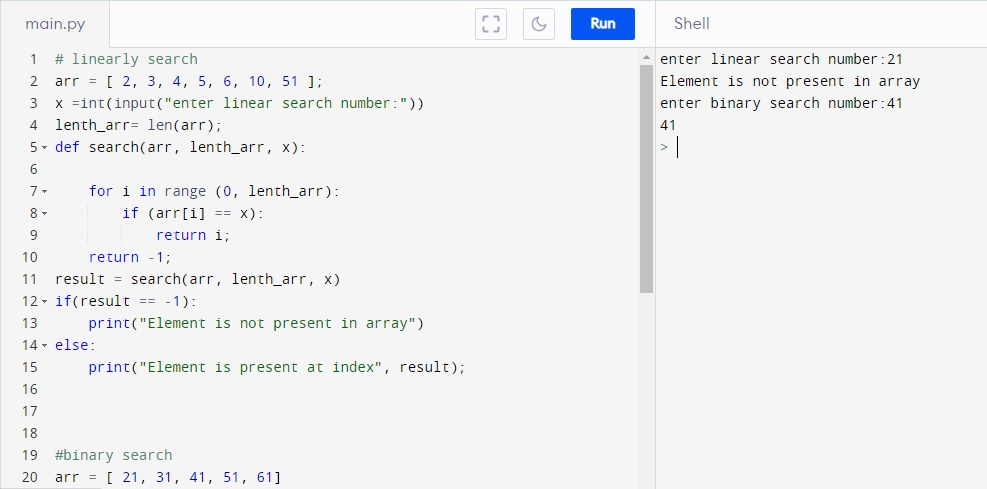 main.py
Run
Shell
1 # linearly search
2 arr = [ 2, 3, 4, 5, 6, 10, 51 ];
3 x =int(input("enter linear search number:"))
4 lenth_arr= len(arr);
5 def search(arr, lenth_arr, x):
6
7     for i in range (0, lenth_arr):
8         if (arr[i] == x):
9             return i;
10     return -1;
11 result = search(arr, lenth_arr, x)
12 if(result == -1):
13     print("Element is not present in array")
14 else:
15     print("Element is present at index", result);
16
17
18
19 #binary search
20 arr = [ 21, 31, 41, 51, 61]
enter linear search number:21
Element is not present in array
enter binary search number:41
41
>